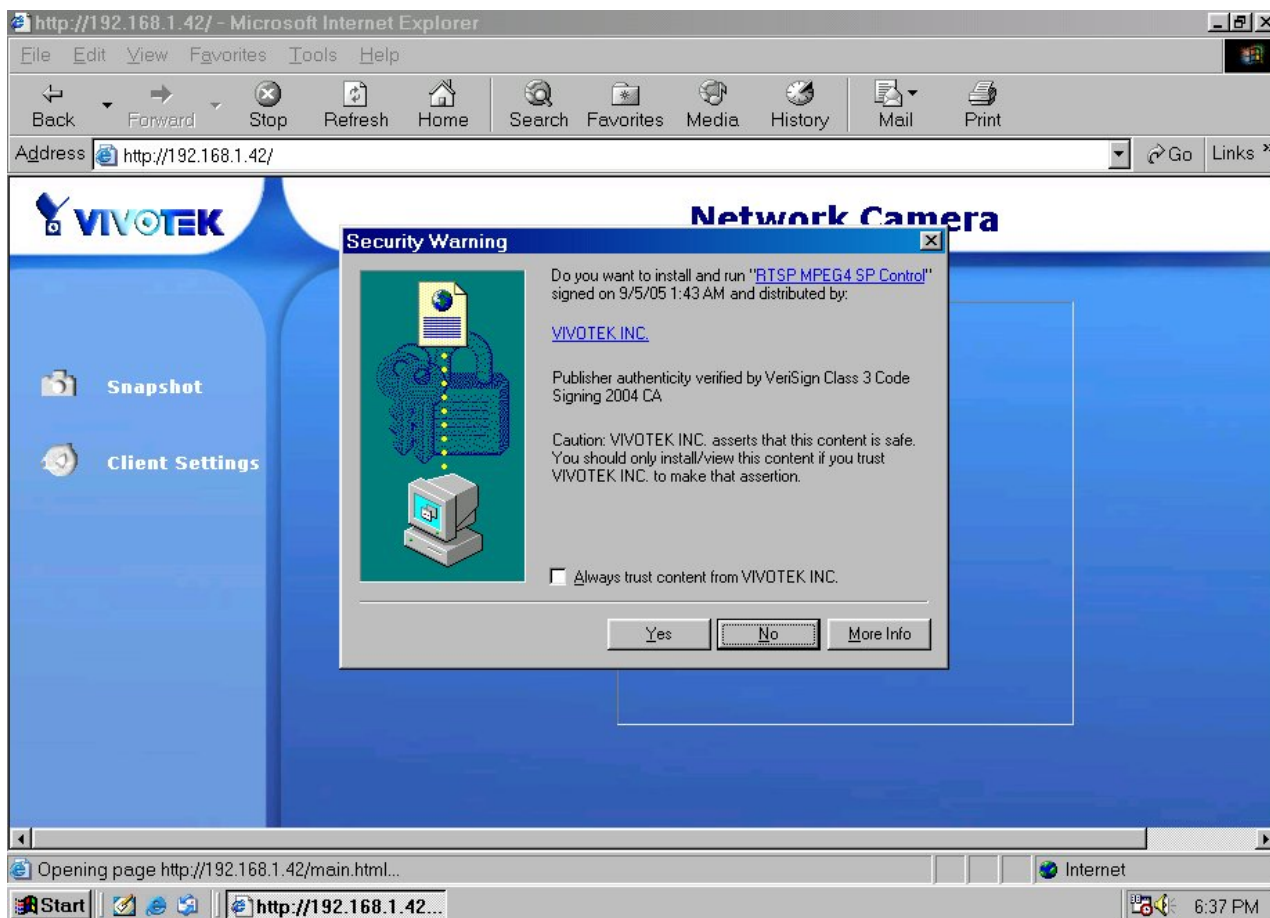 http://192.168.1.42/ - Microsoft Internet Explorer
File Edit View Favorites Tools Help
Back Forward Stop Refresh Home Search Favorites Media History Mail Print
Address http://192.168.1.42/ Go Links »
VIVOTEK
Network Camera
Snapshot
Client Settings
Security Warning
Do you want to install and run "RTSP MPEG4 SP Control"
signed on 9/5/05 1:43 AM and distributed by:
VIVOTEK INC.
Publisher authenticity verified by VeriSign Class 3 Code
Signing 2004 CA
Caution: VIVOTEK INC. asserts that this content is safe.
You should only install/view this content if you trust
VIVOTEK INC. to make that assertion.
Always trust content from VIVOTEK INC.
Yes No More Info
Opening page http://192.168.1.42/main.html... Internet
Start http://192.168.1.42... 6:37 PM